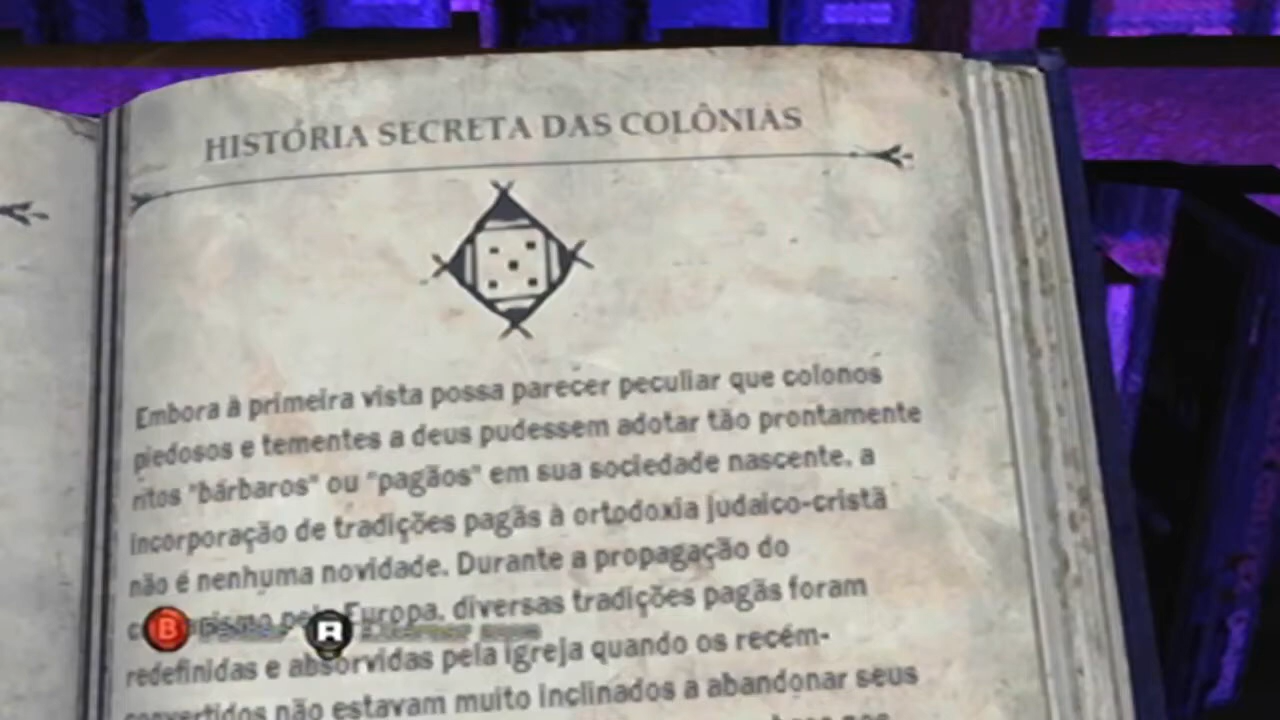 HISTÓRIA SECRETA DAS COLÔNIAS
Embora à primeira vista possa parecer peculiar que colonos
piedosos e tementes a deus pudessem adotar tão prontamente
ritos "bárbaros" ou "pagãos" em sua sociedade nascente, a
incorporação de tradições pagãs à ortodoxia judaico-cristã
não é nenhuma novidade. Durante a propagação do
Europa, diversas tradições pagãs foram
B R
redefinidas e absorvidas pela igreja quando os recém-
convertidos não estavam muito inclinados a abandonar seus